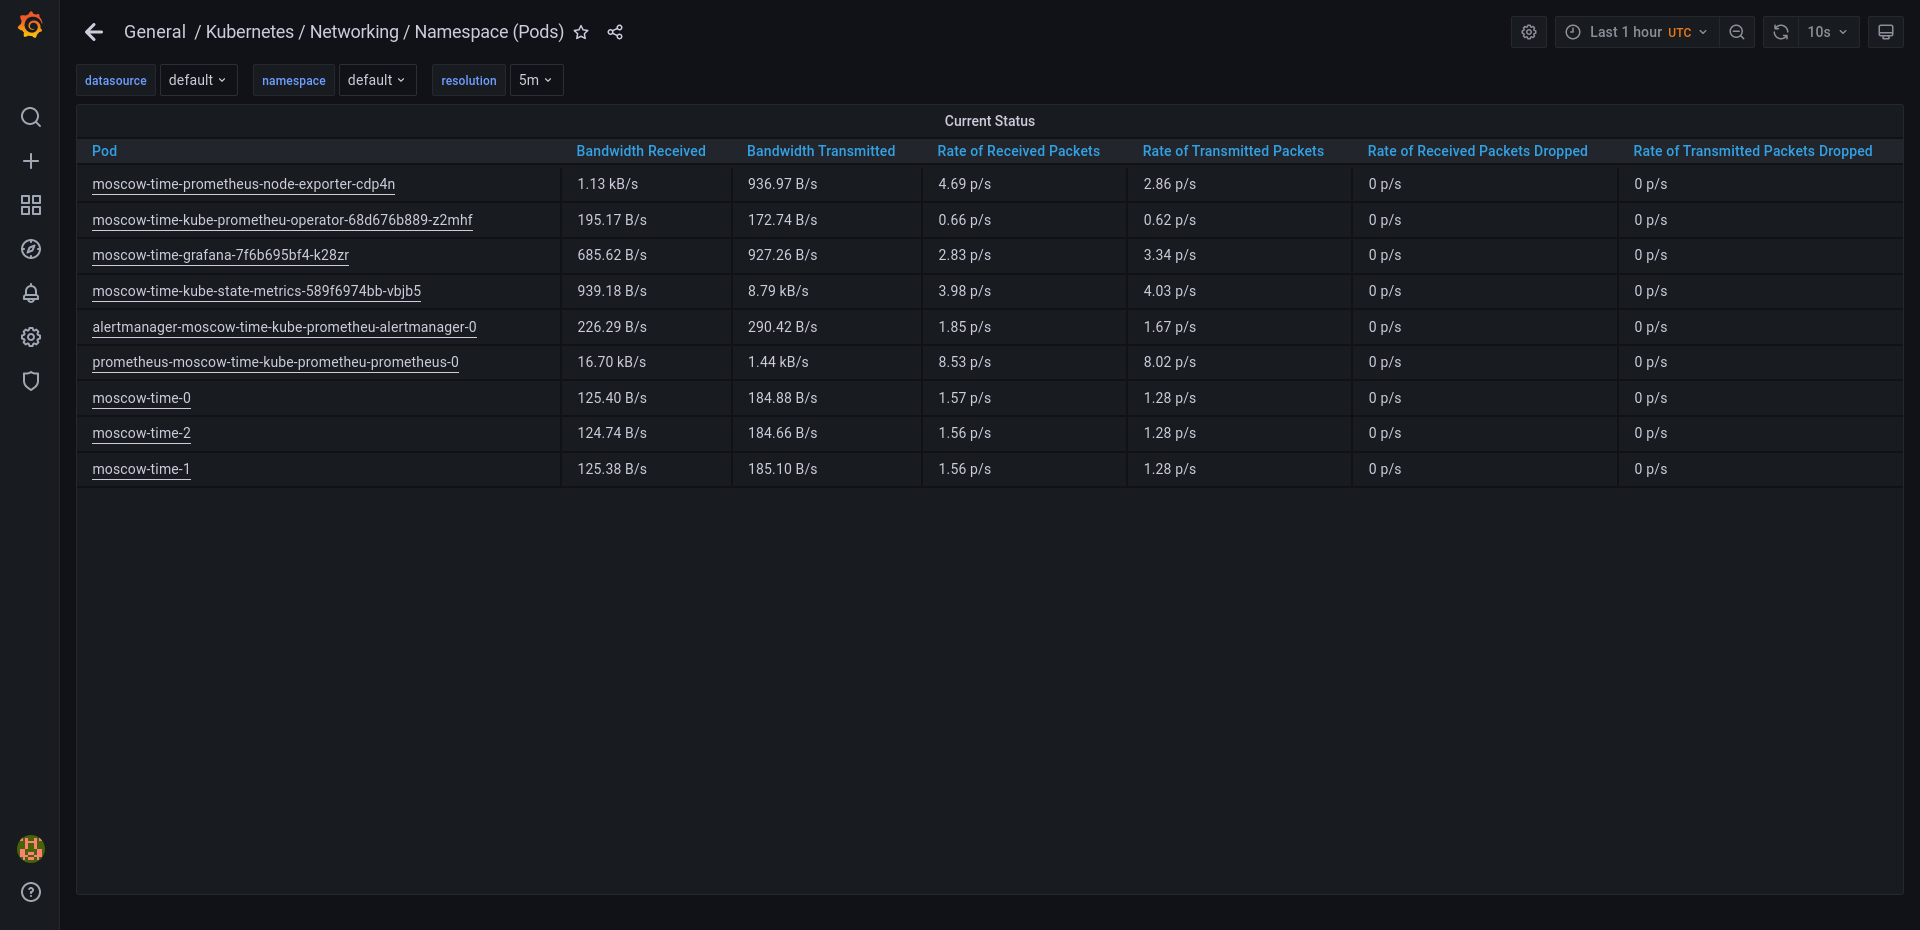 General / Kubernetes / Networking / Namespace (Pods)
Last 1 hour UTC
10s
datasource default namespace default resolution 5m
Current Status
Pod Bandwidth Received Bandwidth Transmitted Rate of Received Packets Rate of Transmitted Packets Rate of Received Packets Dropped Rate of Transmitted Packets Dropped
moscow-time-prometheus-node-exporter-cdp4n 1.13 kB/s 936.97 B/s 4.69 p/s 2.86 p/s 0 p/s 0 p/s
moscow-time-kube-prometheu-operator-68d676b889-z2mhf 195.17 B/s 172.74 B/s 0.66 p/s 0.62 p/s 0 p/s 0 p/s
moscow-time-grafana-7f6b695bf4-k28zr 685.62 B/s 927.26 B/s 2.83 p/s 3.34 p/s 0 p/s 0 p/s
moscow-time-kube-state-metrics-589f6974bb-vbjb5 939.18 B/s 8.79 kB/s 3.98 p/s 4.03 p/s 0 p/s 0 p/s
alertmanager-moscow-time-kube-prometheu-alertmanager-0 226.29 B/s 290.42 B/s 1.85 p/s 1.67 p/s 0 p/s 0 p/s
prometheus-moscow-time-kube-prometheu-prometheus-0 16.70 kB/s 1.44 kB/s 8.53 p/s 8.02 p/s 0 p/s 0 p/s
moscow-time-0 125.40 B/s 184.88 B/s 1.57 p/s 1.28 p/s 0 p/s 0 p/s
moscow-time-2 124.74 B/s 184.66 B/s 1.56 p/s 1.28 p/s 0 p/s 0 p/s
moscow-time-1 125.38 B/s 185.10 B/s 1.56 p/s 1.28 p/s 0 p/s 0 p/s